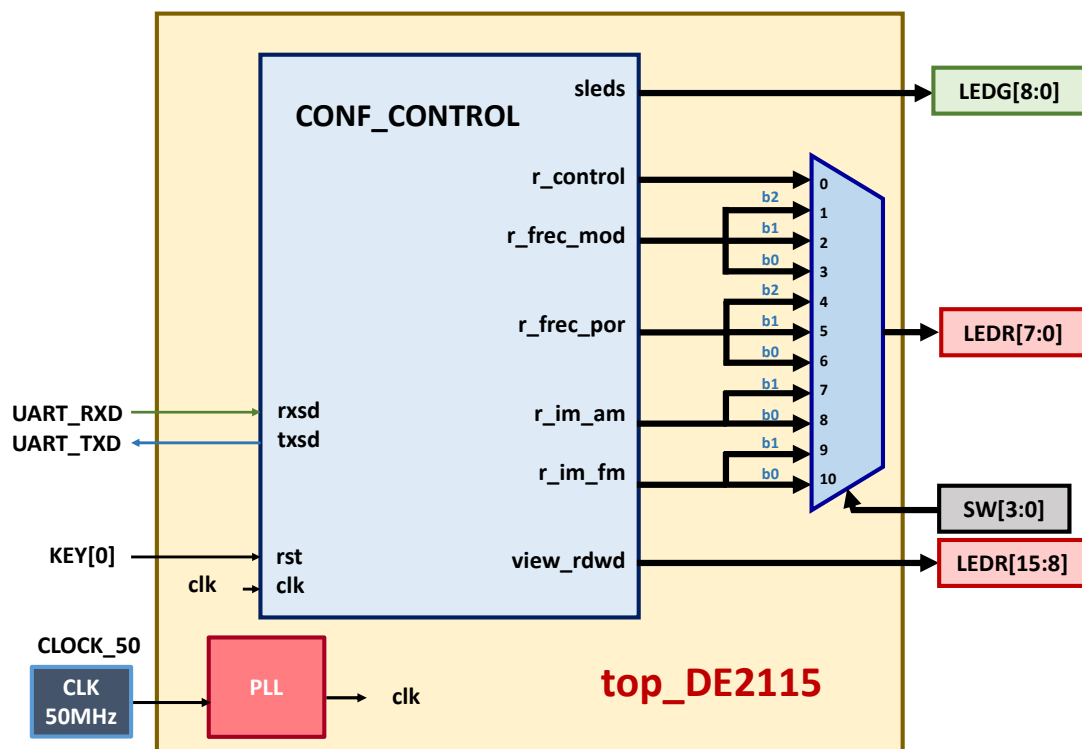 sleds
LEDG[8:0]
CONF_CONTROL
r_control
0
b2
1
r_frec_mod
b1
2
b0
3
b2
4
r_frec_por
b1
5
LEDR[7:0]
b0
6
b1
7
UART_RXD
rxsd
r_im_am
b0
8
UART_TXD
txsd
b1
9
r_im_fm
b0
10
SW[3:0]
KEY[0]
rst
view_rdwd
LEDR[15:8]
clk
clk
CLOCK_50
CLK
50MHz
PLL
clk
top_DE2115